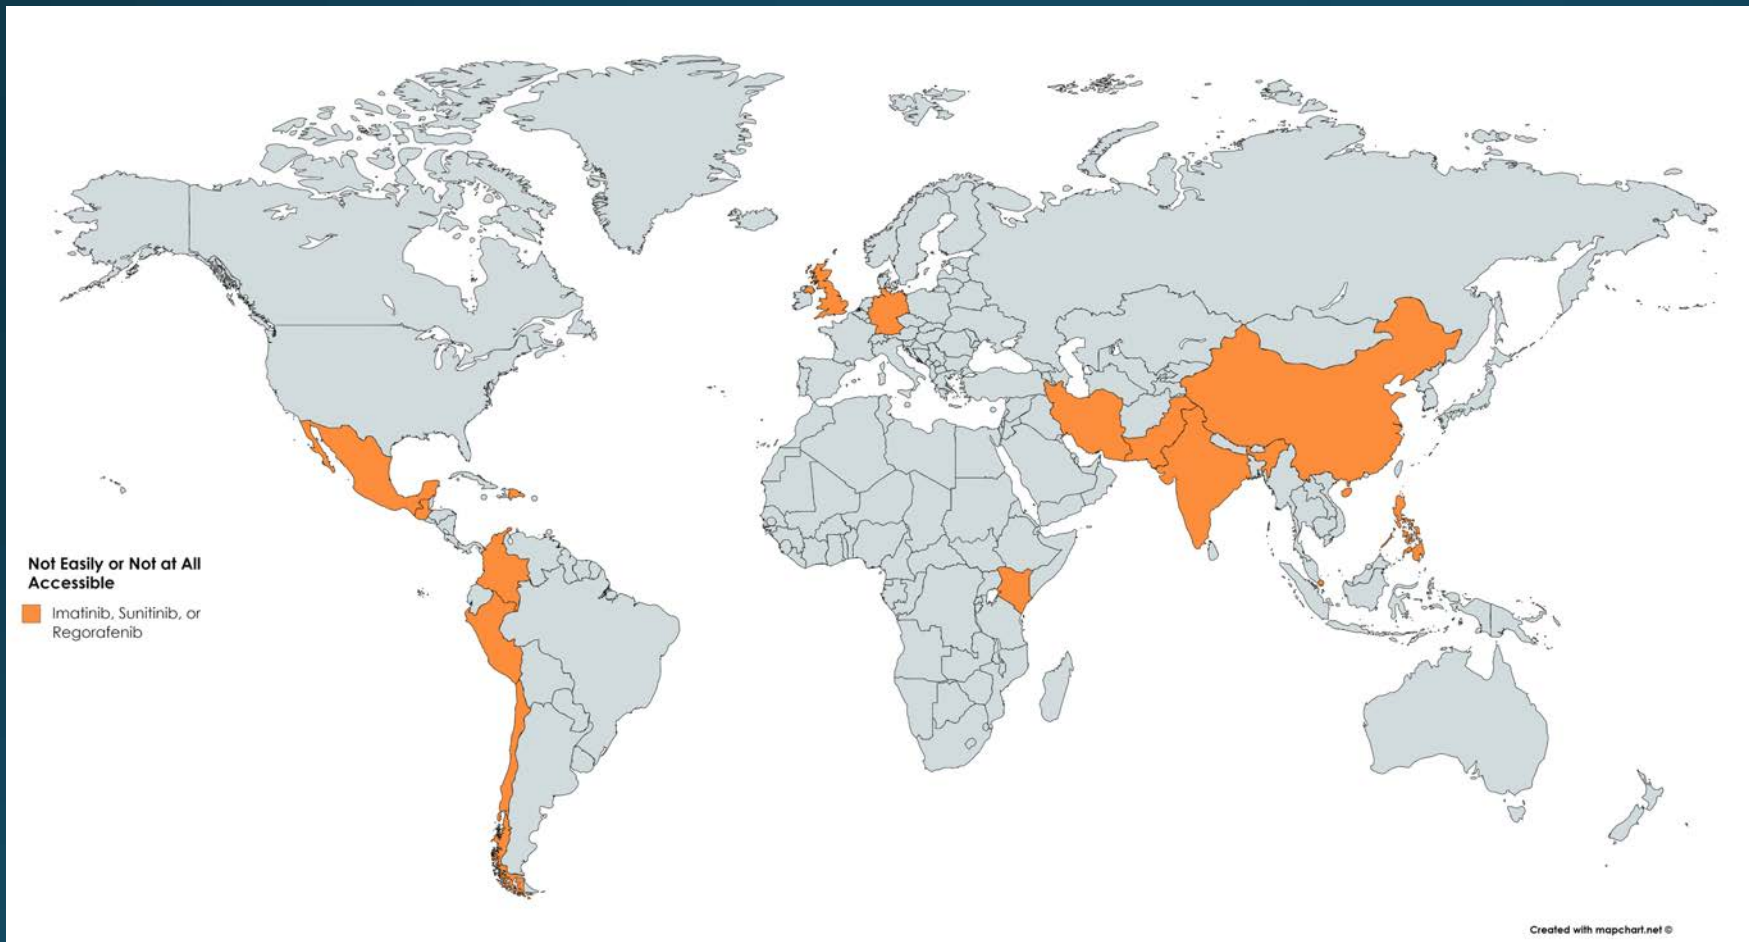 Not Easily or Not at All
Accessible
Imatinib, Sunitinib, or
Regorafenib
Created with mapchart.net ©